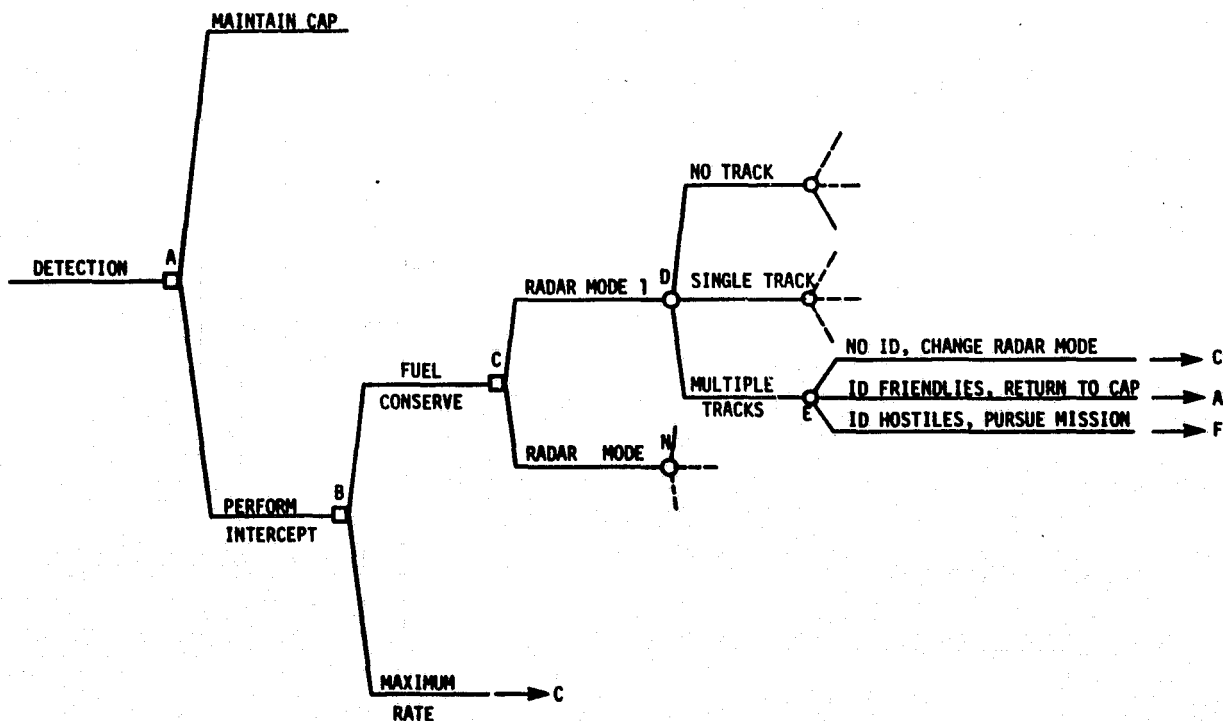 MAINTAIN CAP
NO TRACK
A
DETECTION
D
SINGLE TRACK
RADAR MODE 1
NO ID, CHANGE RADAR MODE
C
C
FUEL
CONSERVE
MULTIPLE
TRACKS
E
ID FRIENDLIES, RETURN TO CAP
A
ID HOSTILES, PURSUE MISSION
F
RADAR MODE N
B
PERFORM
INTERCEPT
MAXIMUM
RATE
C